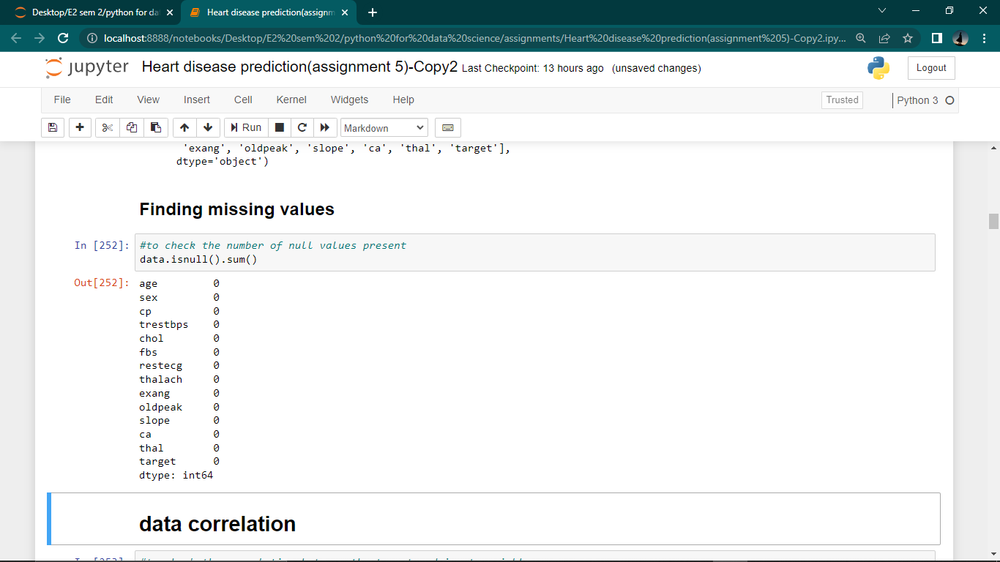 Desktop/E2 sem 2/python for da
Heart disease prediction(assignm
localhost:8888/notebooks/Desktop/E2%20sem%202/python%20for%20data%20science/assignments/Heart%20disease%20prediction(assignment%205)-Copy2.ipy...
jupyter Heart disease prediction(assignment 5)-Copy2 Last Checkpoint: 13 hours ago (unsaved changes)
Logout
File Edit View Insert Cell Kernel Widgets Help
Trusted
Python 3
Run
Markdown
'exang', 'oldpeak', 'slope', 'ca', 'thal', 'target'],
dtype='object')
Finding missing values
In [252]: #to check the number of null values present
data.isnull().sum()
Out[252]: age 0
sex 0
cp 0
trestbps 0
chol 0
fbs 0
restecg 0
thalach 0
exang 0
oldpeak 0
slope 0
ca 0
thal 0
target 0
dtype: int64
data correlation
In [253]: